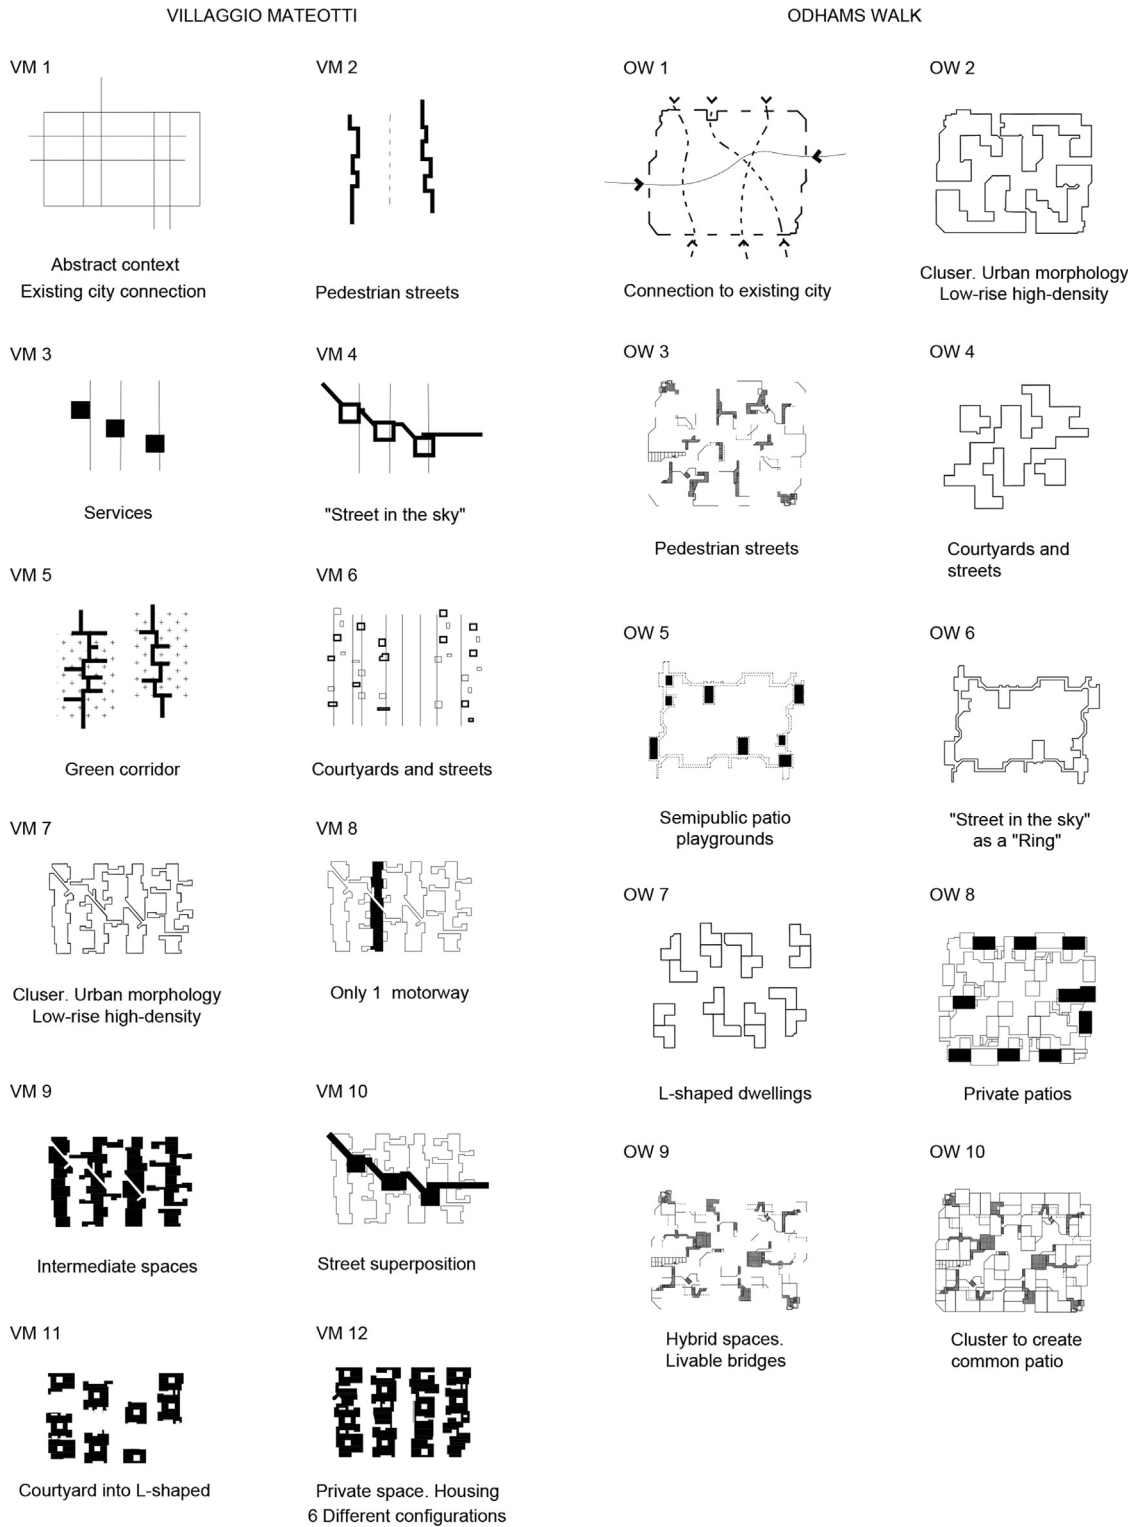 VILLAGGIO MATEOTTI
ODHAMS WALK
VM 1
VM 2
OW 1
OW 2
Abstract context
Existing city connection
Pedestrian streets
Connection to existing city
Cluser. Urban morphology
Low-rise high-density
VM 3
VM 4
OW 3
OW 4
Services
"Street in the sky"
Pedestrian streets
Courtyards and
streets
VM 5
VM 6
OW 5
OW 6
Green corridor
Courtyards and streets
Semipublic patio
playgrounds
"Street in the sky"
as a "Ring"
VM 7
VM 8
OW 7
OW 8
Cluser. Urban morphology
Low-rise high-density
Only 1 motorway
L-shaped dwellings
Private patios
VM 9
VM 10
OW 9
OW 10
Intermediate spaces
Street superposition
Hybrid spaces.
Livable bridges
Cluster to create
common patio
VM 11
VM 12
Courtyard into L-shaped
Private space. Housing
6 Different configurations